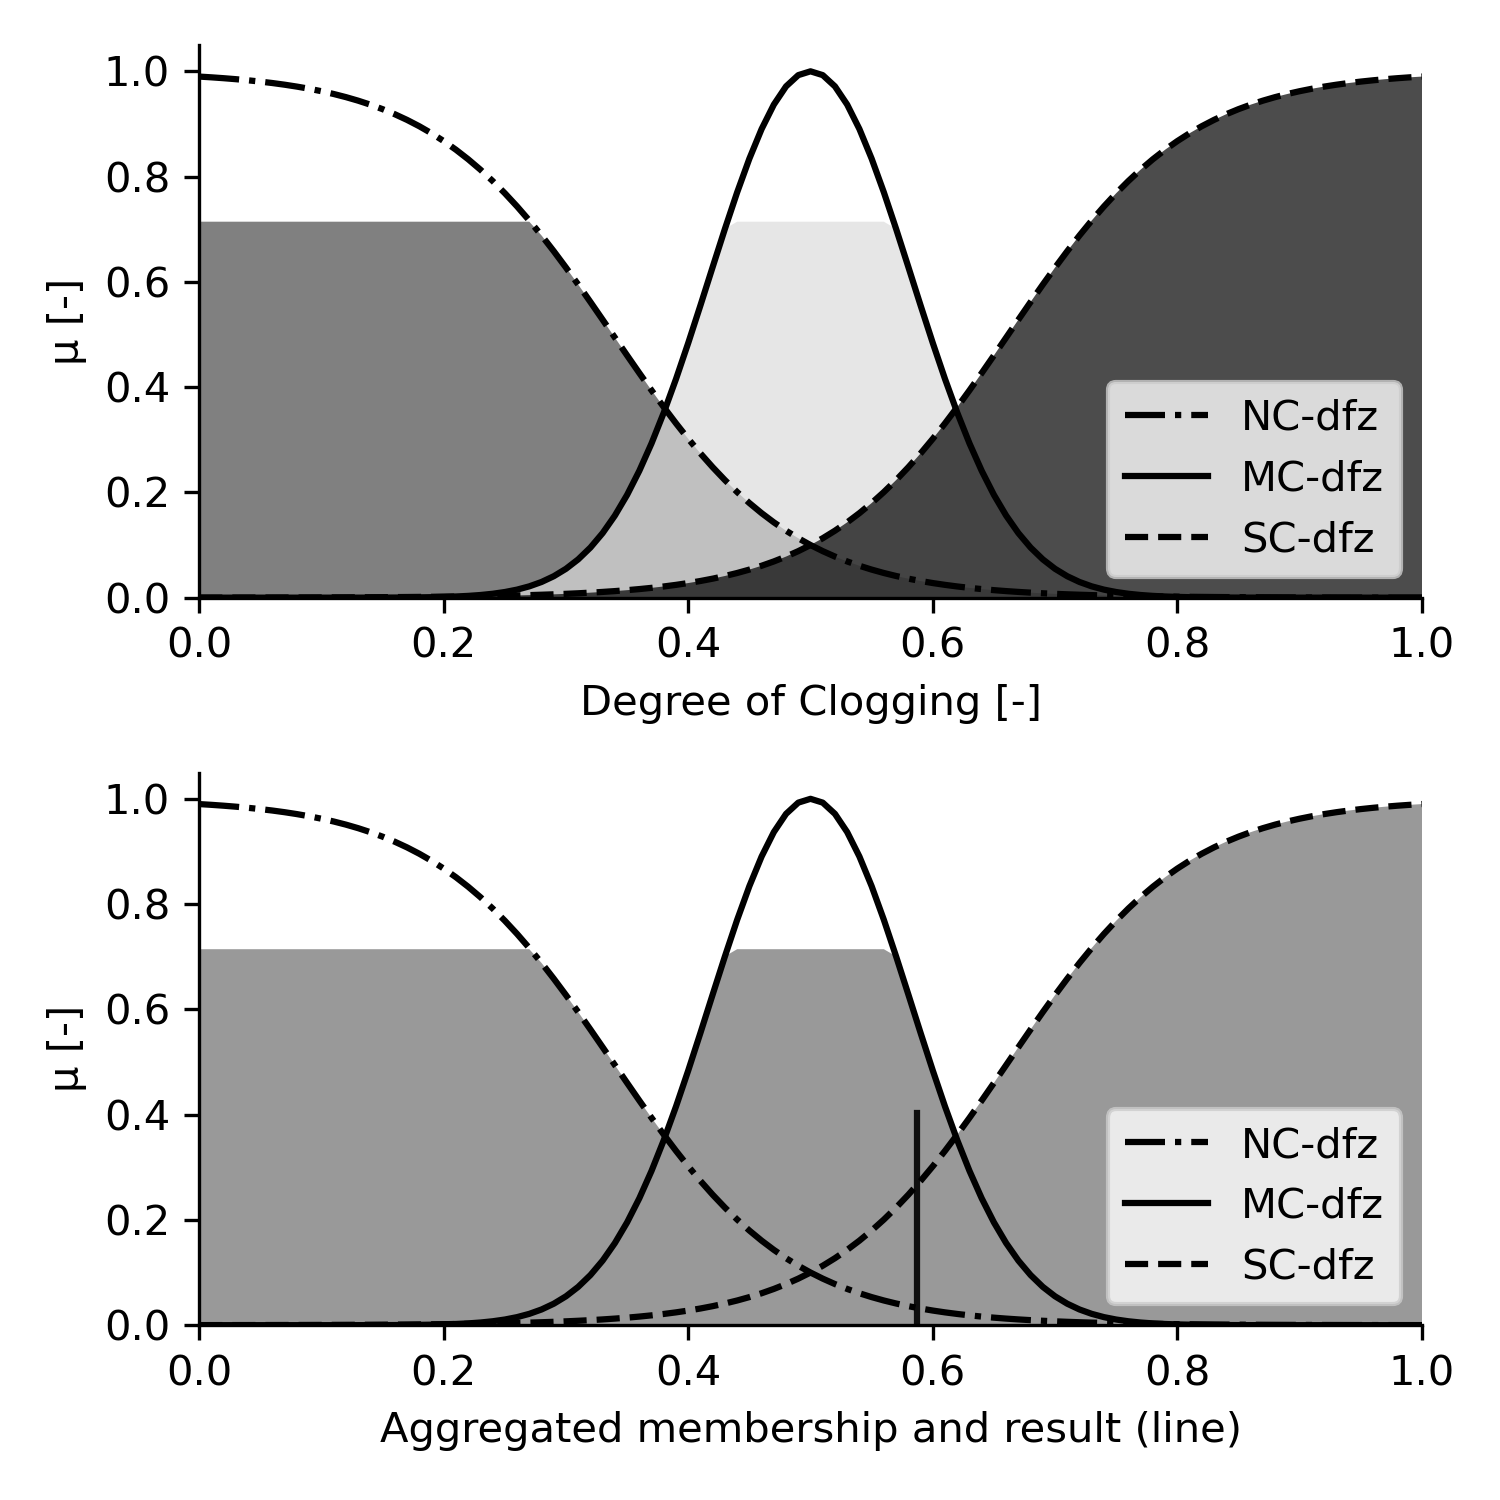 1.0
0.8
0.6
0.4
0.2
0.0
µ [-]
NC-dfz
MC-dfz
SC-dfz
0.0 0.2 0.4 0.6 0.8 1.0
Degree of Clogging [-]
1.0
0.8
0.6
0.4
0.2
0.0
µ [-]
NC-dfz
MC-dfz
SC-dfz
0.0 0.2 0.4 0.6 0.8 1.0
Aggregated membership and result (line)